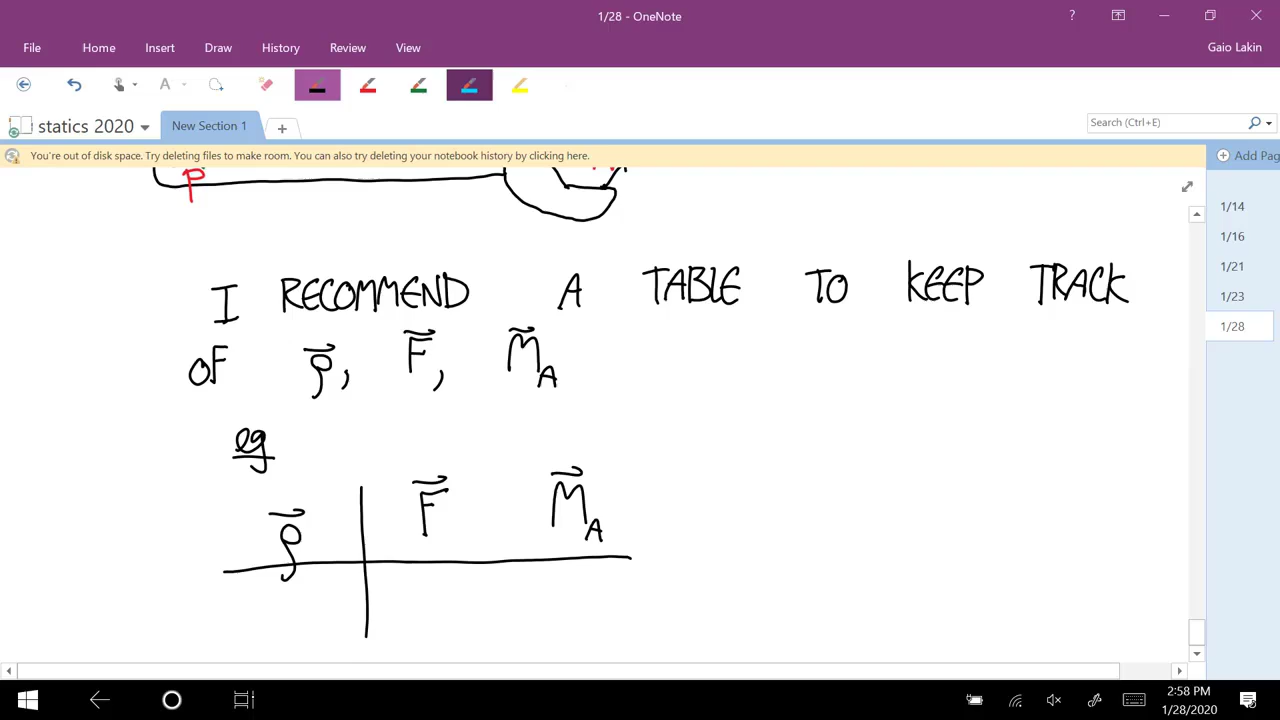 1/28 - OneNote
?
File Home Insert Draw History Review View
Gaio Lakin
A
statics 2020 New Section 1 +
Search (Ctrl+E)
You're out of disk space. Try deleting files to make room. You can also try deleting your notebook history by clicking here.
Add Pag
1/14
1/16
1/21
1/23
1/28
P
I RECOMMEND A TABLE TO KEEP TRACK
OF ρ⃗, F⃗, M⃗_A
eg
ρ⃗ F⃗ M⃗_A
2:58 PM
1/28/2020